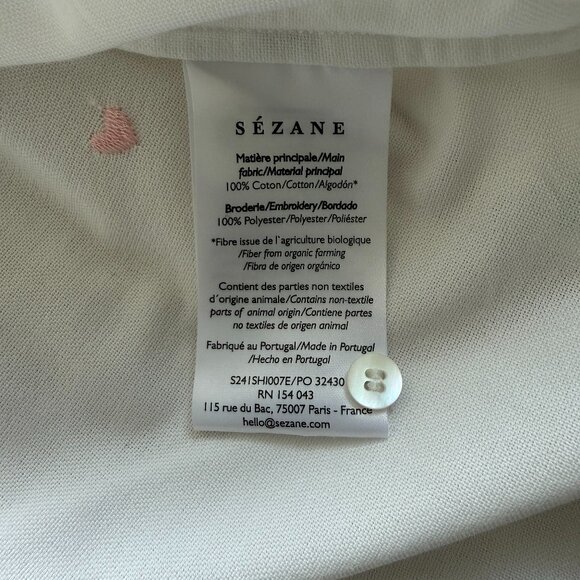 SÉZANE
Matière principale/Main
fabric/Material principal
100% Coton/Cotton/Algodón*
Broderie/Embroidery/Bordado
100% Polyester/Polyester/Poliéster
*Fibre issue de l'agriculture biologique
/Fiber from organic farming
/Fibra de origen orgánico
Contient des parties non textiles
d'origine animale/Contains non-textile
parts of animal origin/Contiene partes
no textiles de origen animal
Fabriqué au Portugal/Made in Portugal
/Hecho en Portugal
S241SHI007E/PO 32430
RN 154 043
115 rue du Bac, 75007 Paris - France
hello@sezane.com